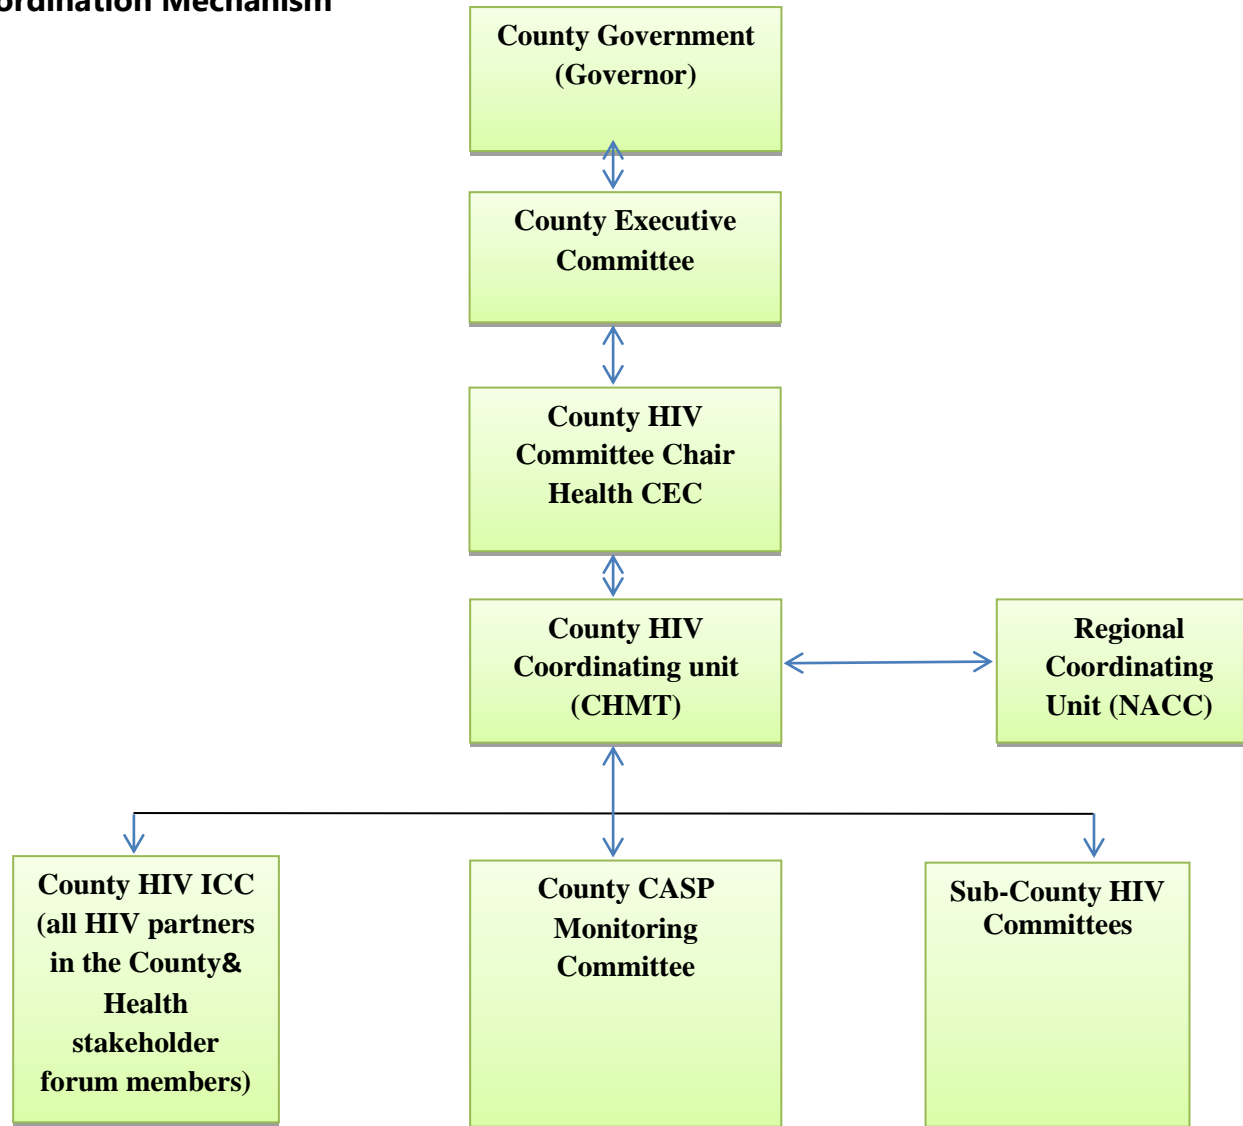 ordination Mechanism
County Government
(Governor)
County Executive
Committee
County HIV
Committee Chair
Health CEC
County HIV
Coordinating unit
(CHMT)
Regional
Coordinating
Unit (NACC)
County HIV ICC
(all HIV partners
in the County&
Health
stakeholder
forum members)
County CASP
Monitoring
Committee
Sub-County HIV
Committees